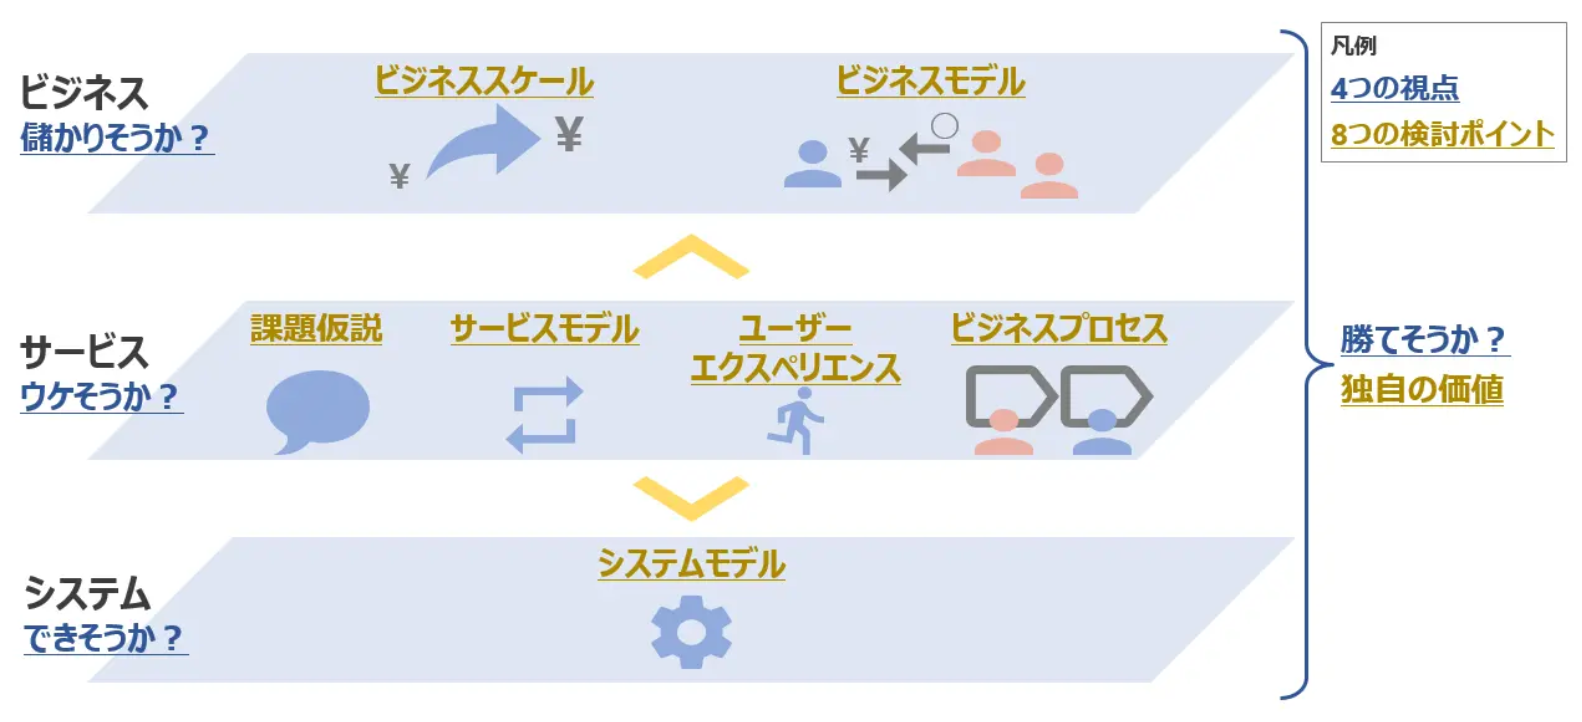 凡例
4つの視点
8つの検討ポイント
ビジネス
儲かりそうか？
ビジネススケール
¥
¥
ビジネスモデル
¥
サービス
ウケそうか？
課題仮説
サービスモデル
ユーザー
エクスペリエンス
ビジネスプロセス
システム
できそうか？
システムモデル
勝てそうか？
独自の価値